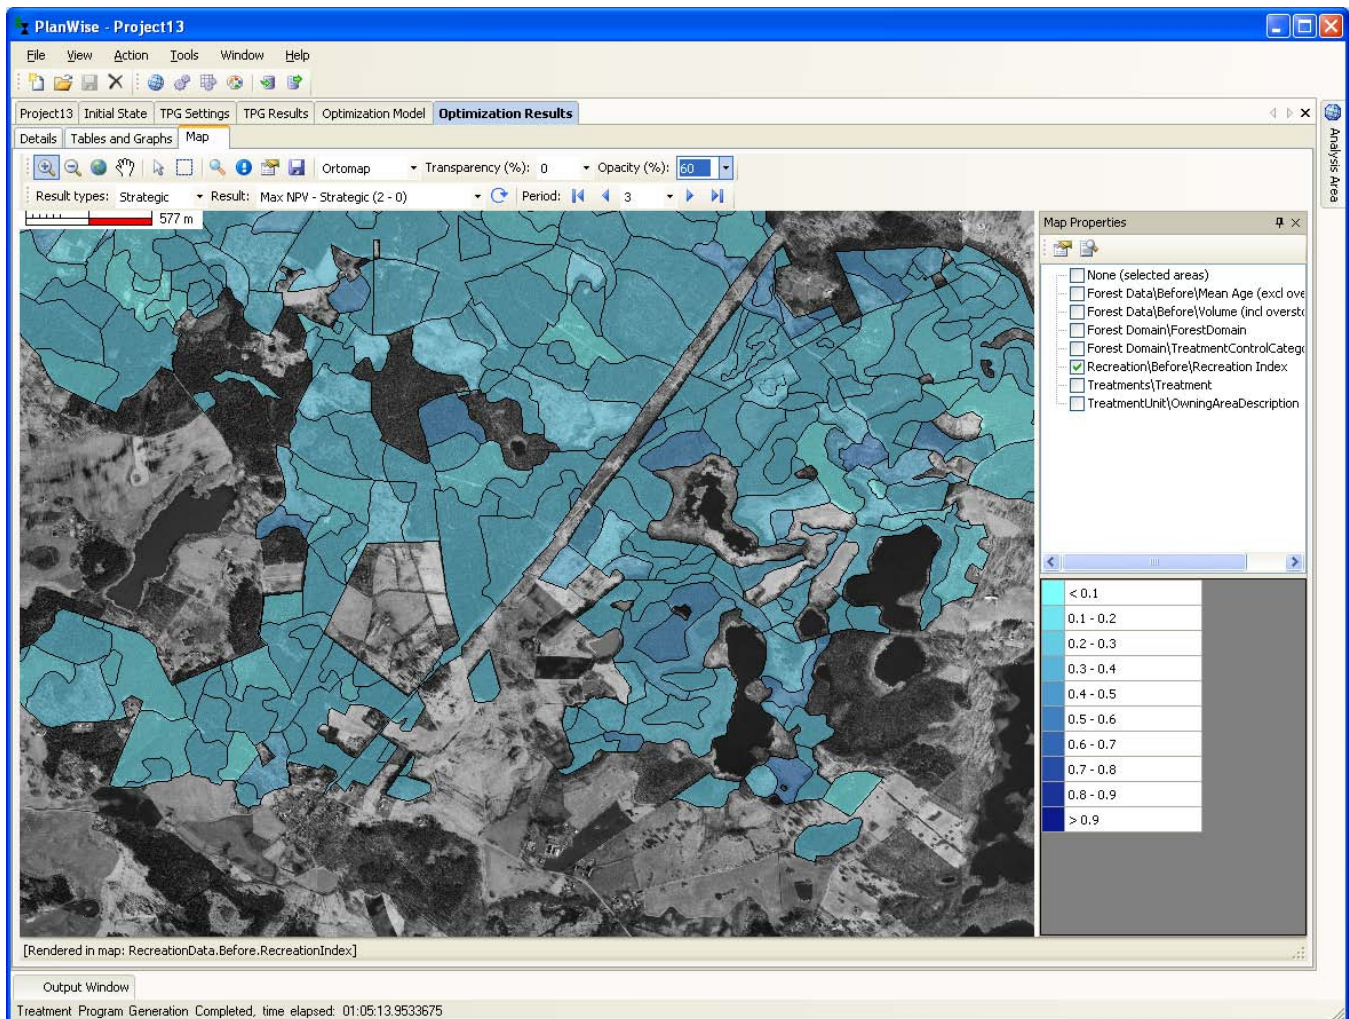 PlanWise - Project13
File View Action Tools Window Help
Project13 Initial State TPG Settings TPG Results Optimization Model Optimization Results
Analysis Area
Details Tables and Graphs Map
Ortomap Transparency (%): 0 Opacity (%): 60
Result types: Strategic Result: Max NPV - Strategic (2 - 0) Period: 3
577 m
Map Properties
None (selected areas)
Forest Data\Before\Mean Age (excl ove
Forest Data\Before\Volume (incl oversto
Forest Domain\ForestDomain
Forest Domain\TreatmentControlCatego
Recreation\Before\Recreation Index
Treatments\Treatment
TreatmentUnit\OwningAreaDescription
< 0.1
0.1 - 0.2
0.2 - 0.3
0.3 - 0.4
0.4 - 0.5
0.5 - 0.6
0.6 - 0.7
0.7 - 0.8
0.8 - 0.9
> 0.9
[Rendered in map: RecreationData.Before.RecreationIndex]
Output Window
Treatment Program Generation Completed, time elapsed: 01:05:13.9533675